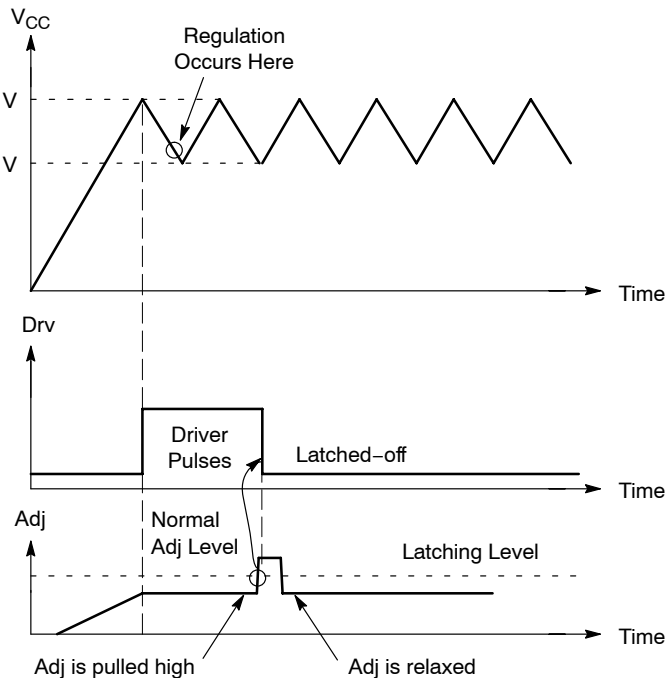 VCC
Regulation
Occurs Here
V
V
Time
Drv
Driver
Pulses
Latched−off
Time
Adj
Normal
Adj Level
Latching Level
Time
Adj is pulled high
Adj is relaxed